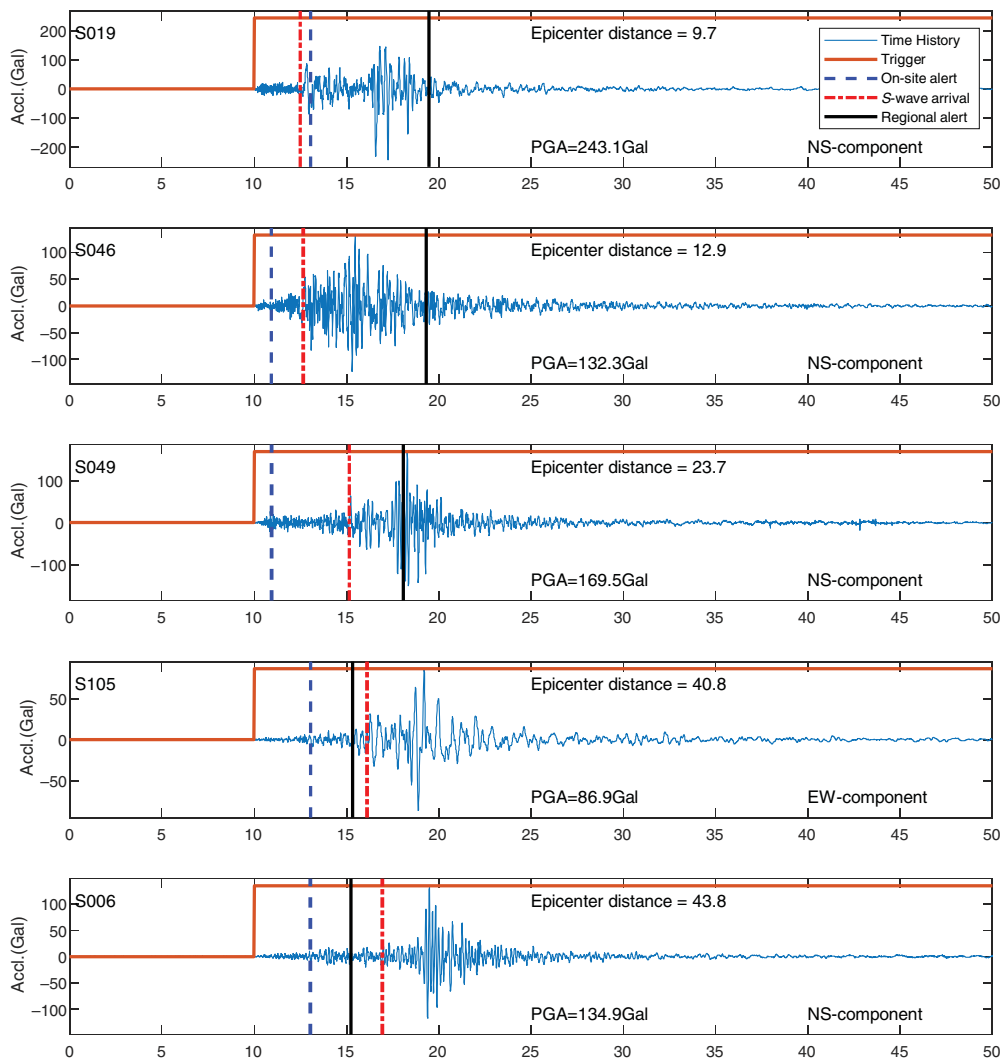 S019
Epicenter distance = 9.7
Time History
Trigger
On-site alert
S-wave arrival
Regional alert
PGA=243.1Gal
NS-component
Accl.(Gal)
200
100
0
−100
−200
0 5 10 15 20 25 30 35 40 45 50
S046
Epicenter distance = 12.9
PGA=132.3Gal
NS-component
Accl.(Gal)
100
50
0
−50
−100
0 5 10 15 20 25 30 35 40 45 50
S049
Epicenter distance = 23.7
PGA=169.5Gal
NS-component
Accl.(Gal)
100
0
−100
0 5 10 15 20 25 30 35 40 45 50
S105
Epicenter distance = 40.8
PGA=86.9Gal
EW-component
Accl.(Gal)
50
0
−50
0 5 10 15 20 25 30 35 40 45 50
S006
Epicenter distance = 43.8
PGA=134.9Gal
NS-component
Accl.(Gal)
100
50
0
−50
−100
0 5 10 15 20 25 30 35 40 45 50